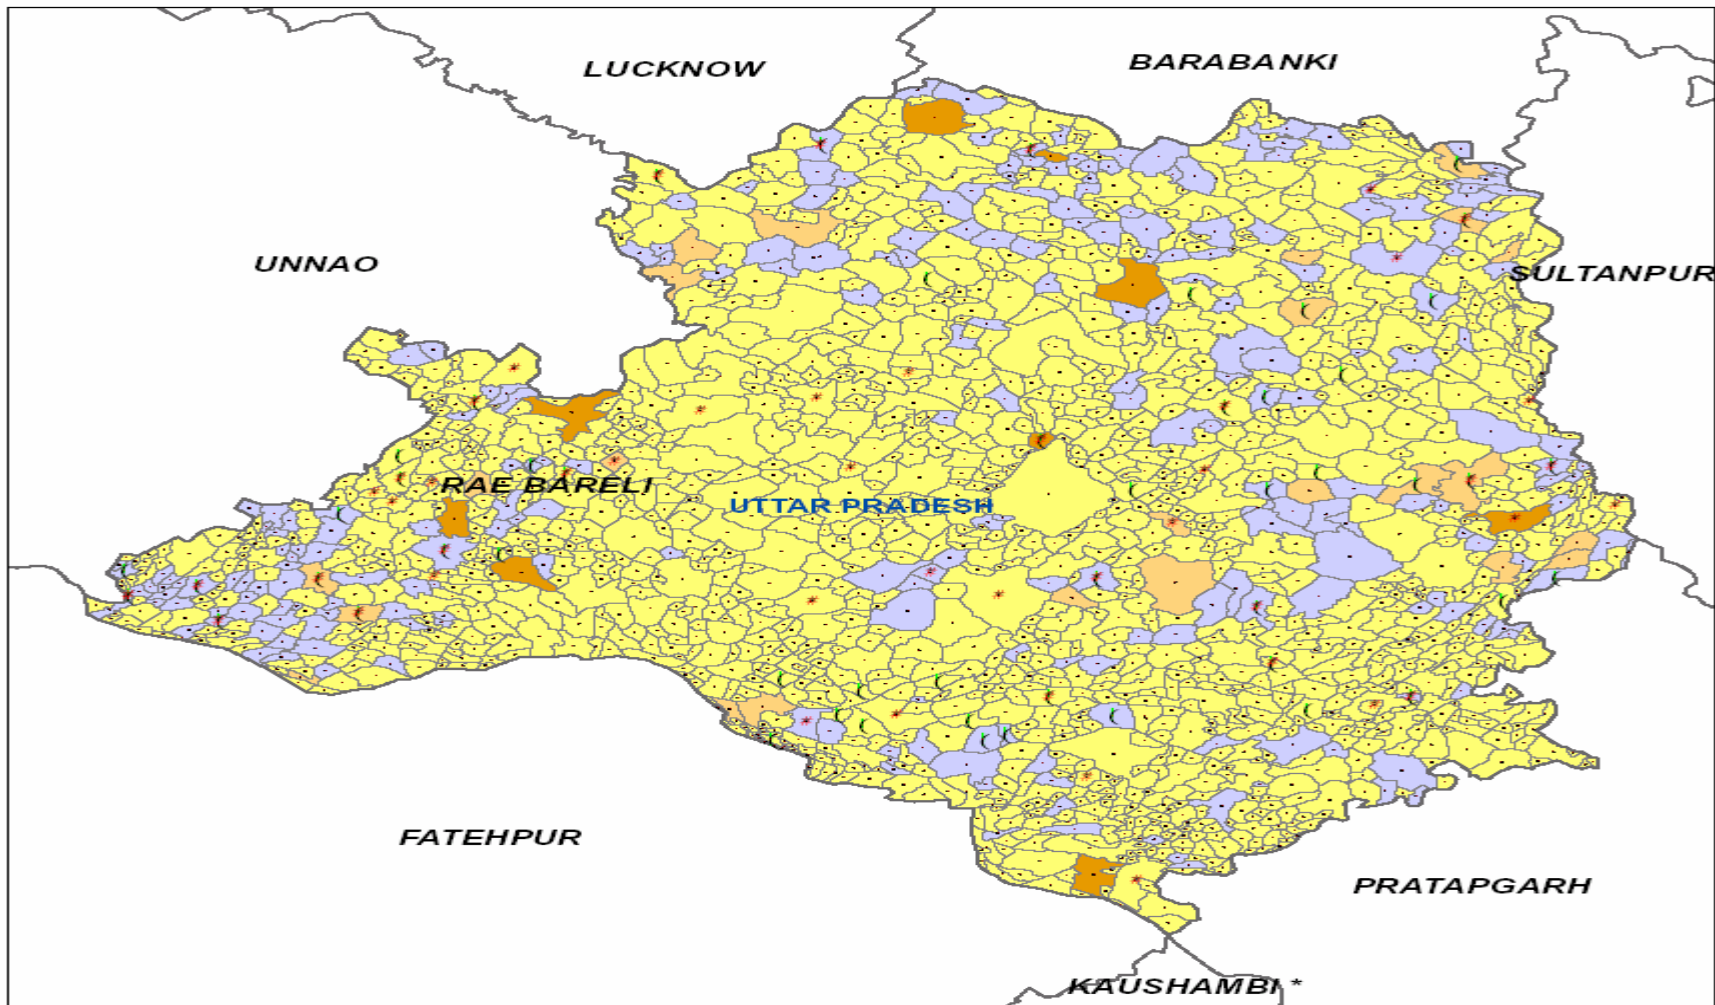 LUCKNOW
BARABANKI
UNNAO
SULTANPUR
RAE BARELI
UTTAR PRADESH
FATEHPUR
PRATAPGARH
KAUSHAMBI *